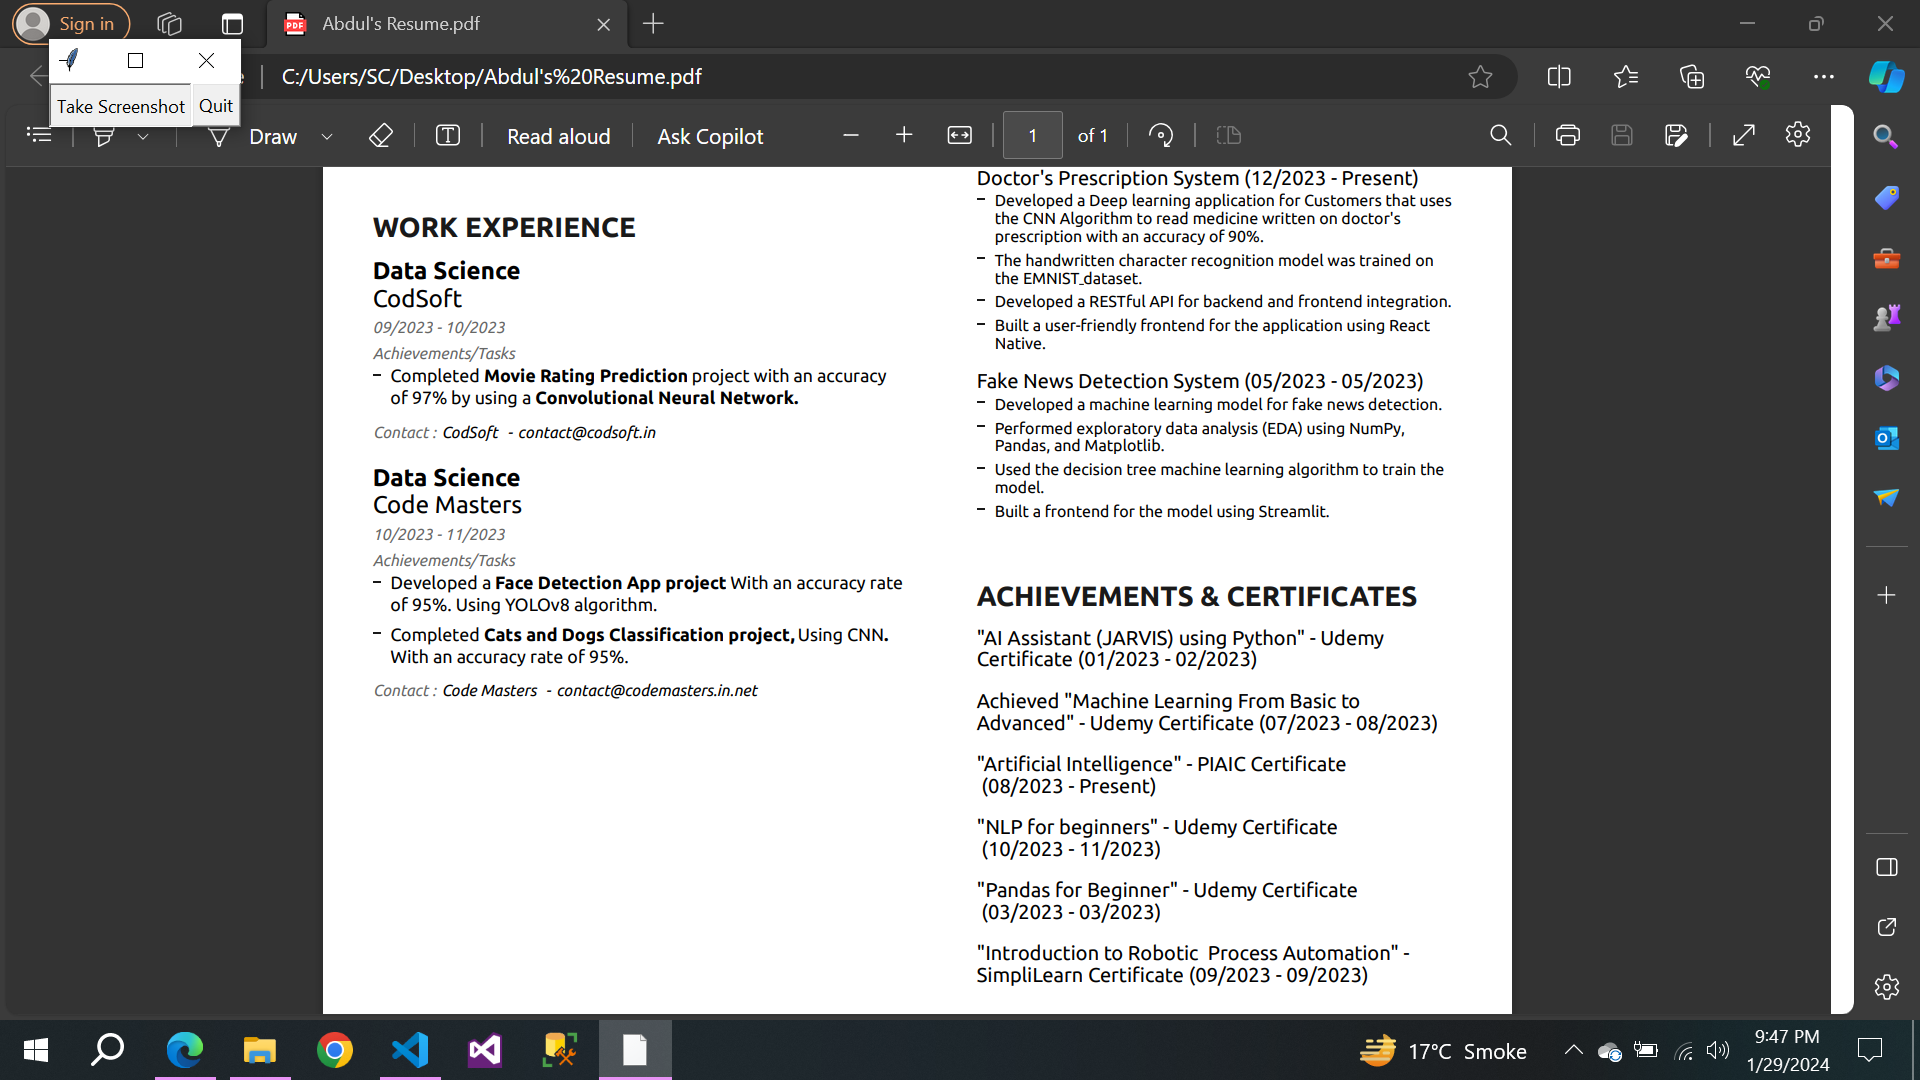 Sign in
Abdul's Resume.pdf
C:/Users/SC/Desktop/Abdul's%20Resume.pdf
Take Screenshot
Quit
Draw
Read aloud
Ask Copilot
1
of 1
WORK EXPERIENCE
Data Science
CodSoft
09/2023 - 10/2023
Achievements/Tasks
– Completed Movie Rating Prediction project with an accuracy
of 97% by using a Convolutional Neural Network.
Contact : CodSoft - contact@codsoft.in
Data Science
Code Masters
10/2023 - 11/2023
Achievements/Tasks
– Developed a Face Detection App project With an accuracy rate
of 95%. Using YOLOv8 algorithm.
– Completed Cats and Dogs Classification project, Using CNN.
With an accuracy rate of 95%.
Contact : Code Masters - contact@codemasters.in.net
Doctor's Prescription System (12/2023 - Present)
– Developed a Deep learning application for Customers that uses
the CNN Algorithm to read medicine written on doctor's
prescription with an accuracy of 90%.
– The handwritten character recognition model was trained on
the EMNIST_dataset.
– Developed a RESTful API for backend and frontend integration.
– Built a user-friendly frontend for the application using React
Native.
Fake News Detection System (05/2023 - 05/2023)
– Developed a machine learning model for fake news detection.
– Performed exploratory data analysis (EDA) using NumPy,
Pandas, and Matplotlib.
– Used the decision tree machine learning algorithm to train the
model.
– Built a frontend for the model using Streamlit.
ACHIEVEMENTS & CERTIFICATES
"AI Assistant (JARVIS) using Python" - Udemy
Certificate (01/2023 - 02/2023)
Achieved "Machine Learning From Basic to
Advanced" - Udemy Certificate (07/2023 - 08/2023)
"Artificial Intelligence" - PIAIC Certificate
(08/2023 - Present)
"NLP for beginners" - Udemy Certificate
(10/2023 - 11/2023)
"Pandas for Beginner" - Udemy Certificate
(03/2023 - 03/2023)
"Introduction to Robotic  Process Automation" -
SimpliLearn Certificate (09/2023 - 09/2023)
17°C Smoke
9:47 PM
1/29/2024